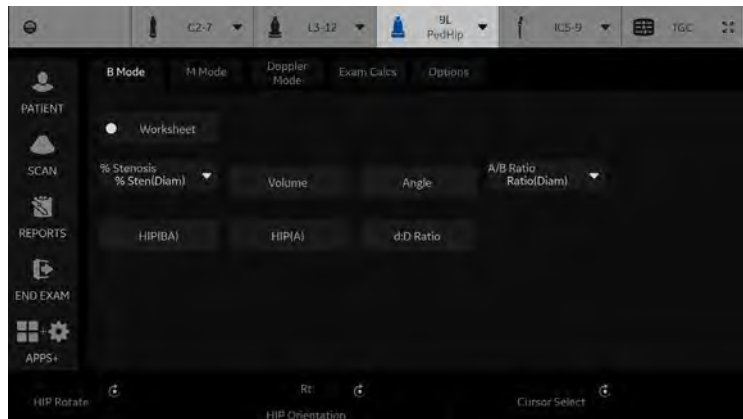 C2-7
L3-12
9L
PedHip
IC5-9
TGC
B Mode
M Mode
Doppler
Mode
Exam Calcs
Options
PATIENT
Worksheet
SCAN
% Stenosis
% Sten(Diam)
Volume
Angle
A/B Ratio
Ratio(Diam)
REPORTS
HIP(BA)
HIP(A)
d:D Ratio
END EXAM
APPS+
HIP Rotate
Rt
HIP Orientation
Cursor Select